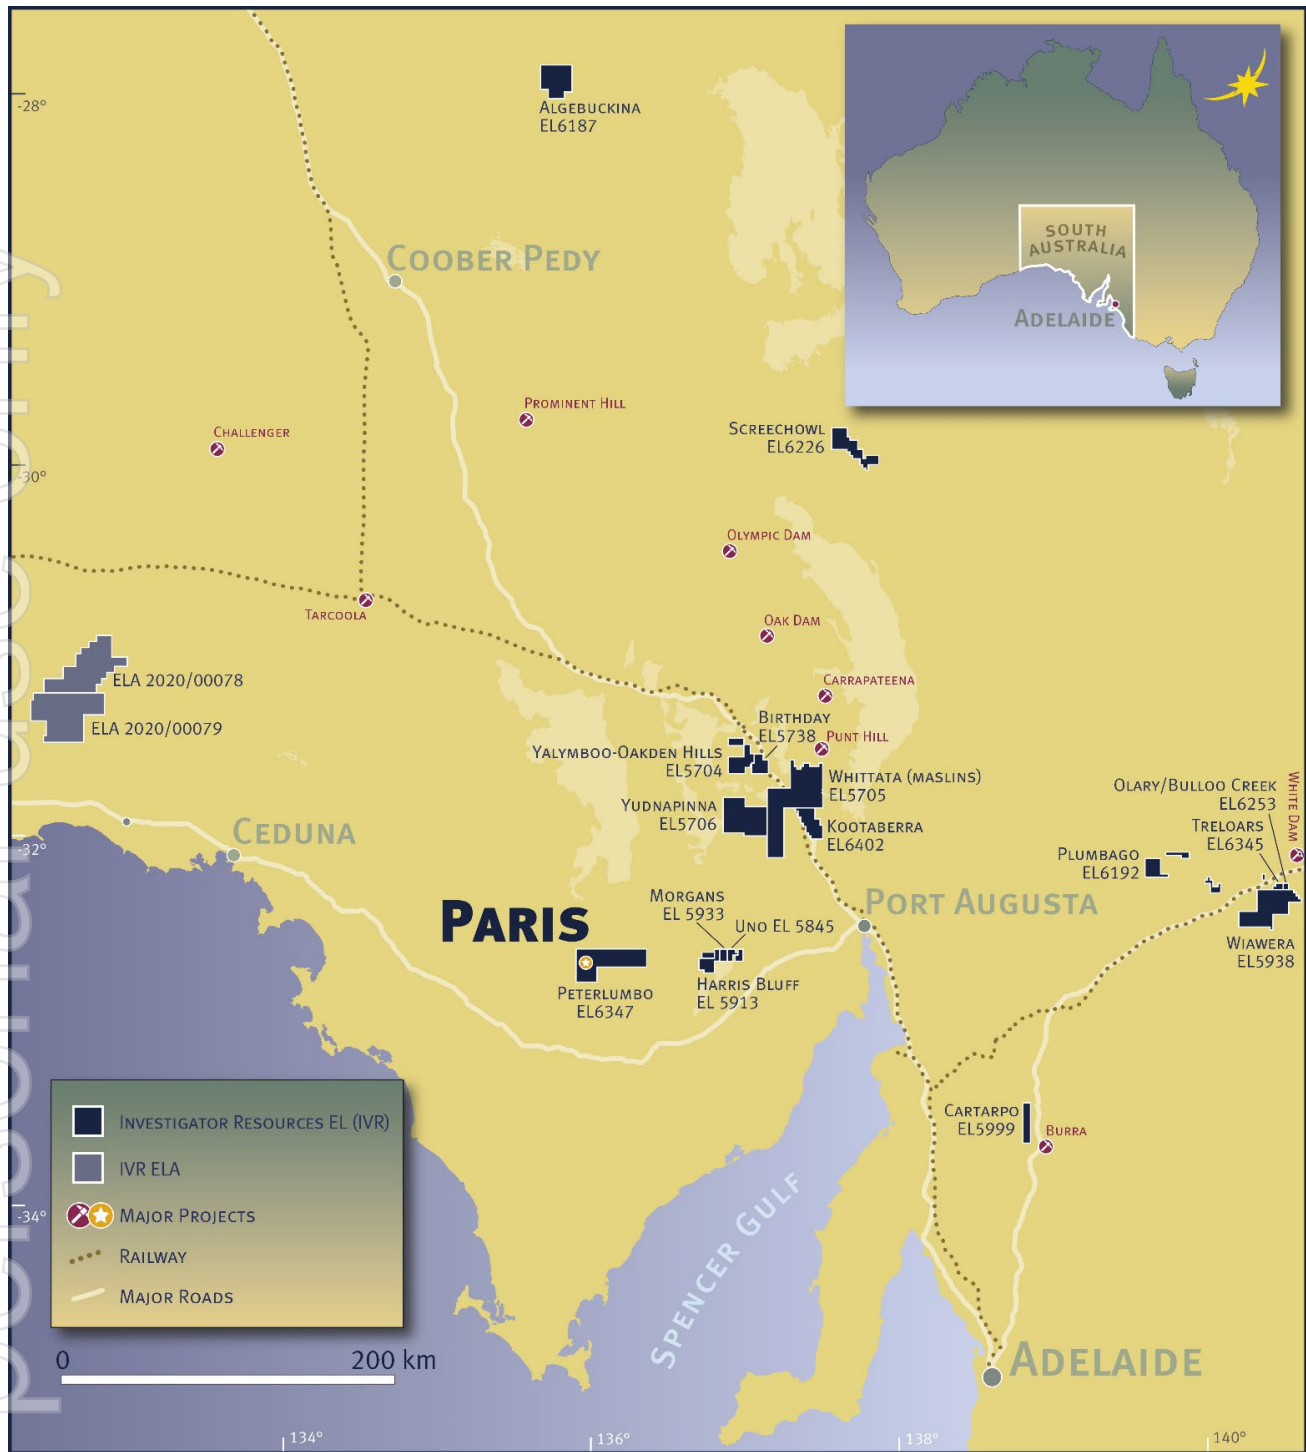 -28°
ALGEBUCKINA
EL6187
SOUTH
AUSTRALIA
ADELAIDE
COOBER PEDY
PROMINENT HILL
CHALLENGER
SCREECHOWL
EL6226
-30°
OLYMPIC DAM
TARCOOLA
OAK DAM
ELA 2020/00078
CARRAPATEENA
ELA 2020/00079
BIRTHDAY
EL5738
PUNT HILL
YALYMBOO-OAKDEN HILLS
EL5704
WHITTATA (MASLINS)
EL5705
OLARY/BULLOO CREEK
EL6253
WHITE DAM
YUDNAPINNA
EL5706
KOOTABERRA
EL6402
TRELOARS
EL6345
-32°
CEDUNA
PLUMBAGO
EL6192
MORGANS
EL 5933
PORT AUGUSTA
PARIS
UNO EL 5845
WIAWERA
EL5938
PETERLUMBO
EL6347
HARRIS BLUFF
EL 5913
CARTARPO
EL5999
BURRA
INVESTIGATOR RESOURCES EL (IVR)
IVR ELA
-34°
MAJOR PROJECTS
RAILWAY
MAJOR ROADS
SPENCER GULF
0 200 km
ADELAIDE
134° 136° 138° 140°
personal use only